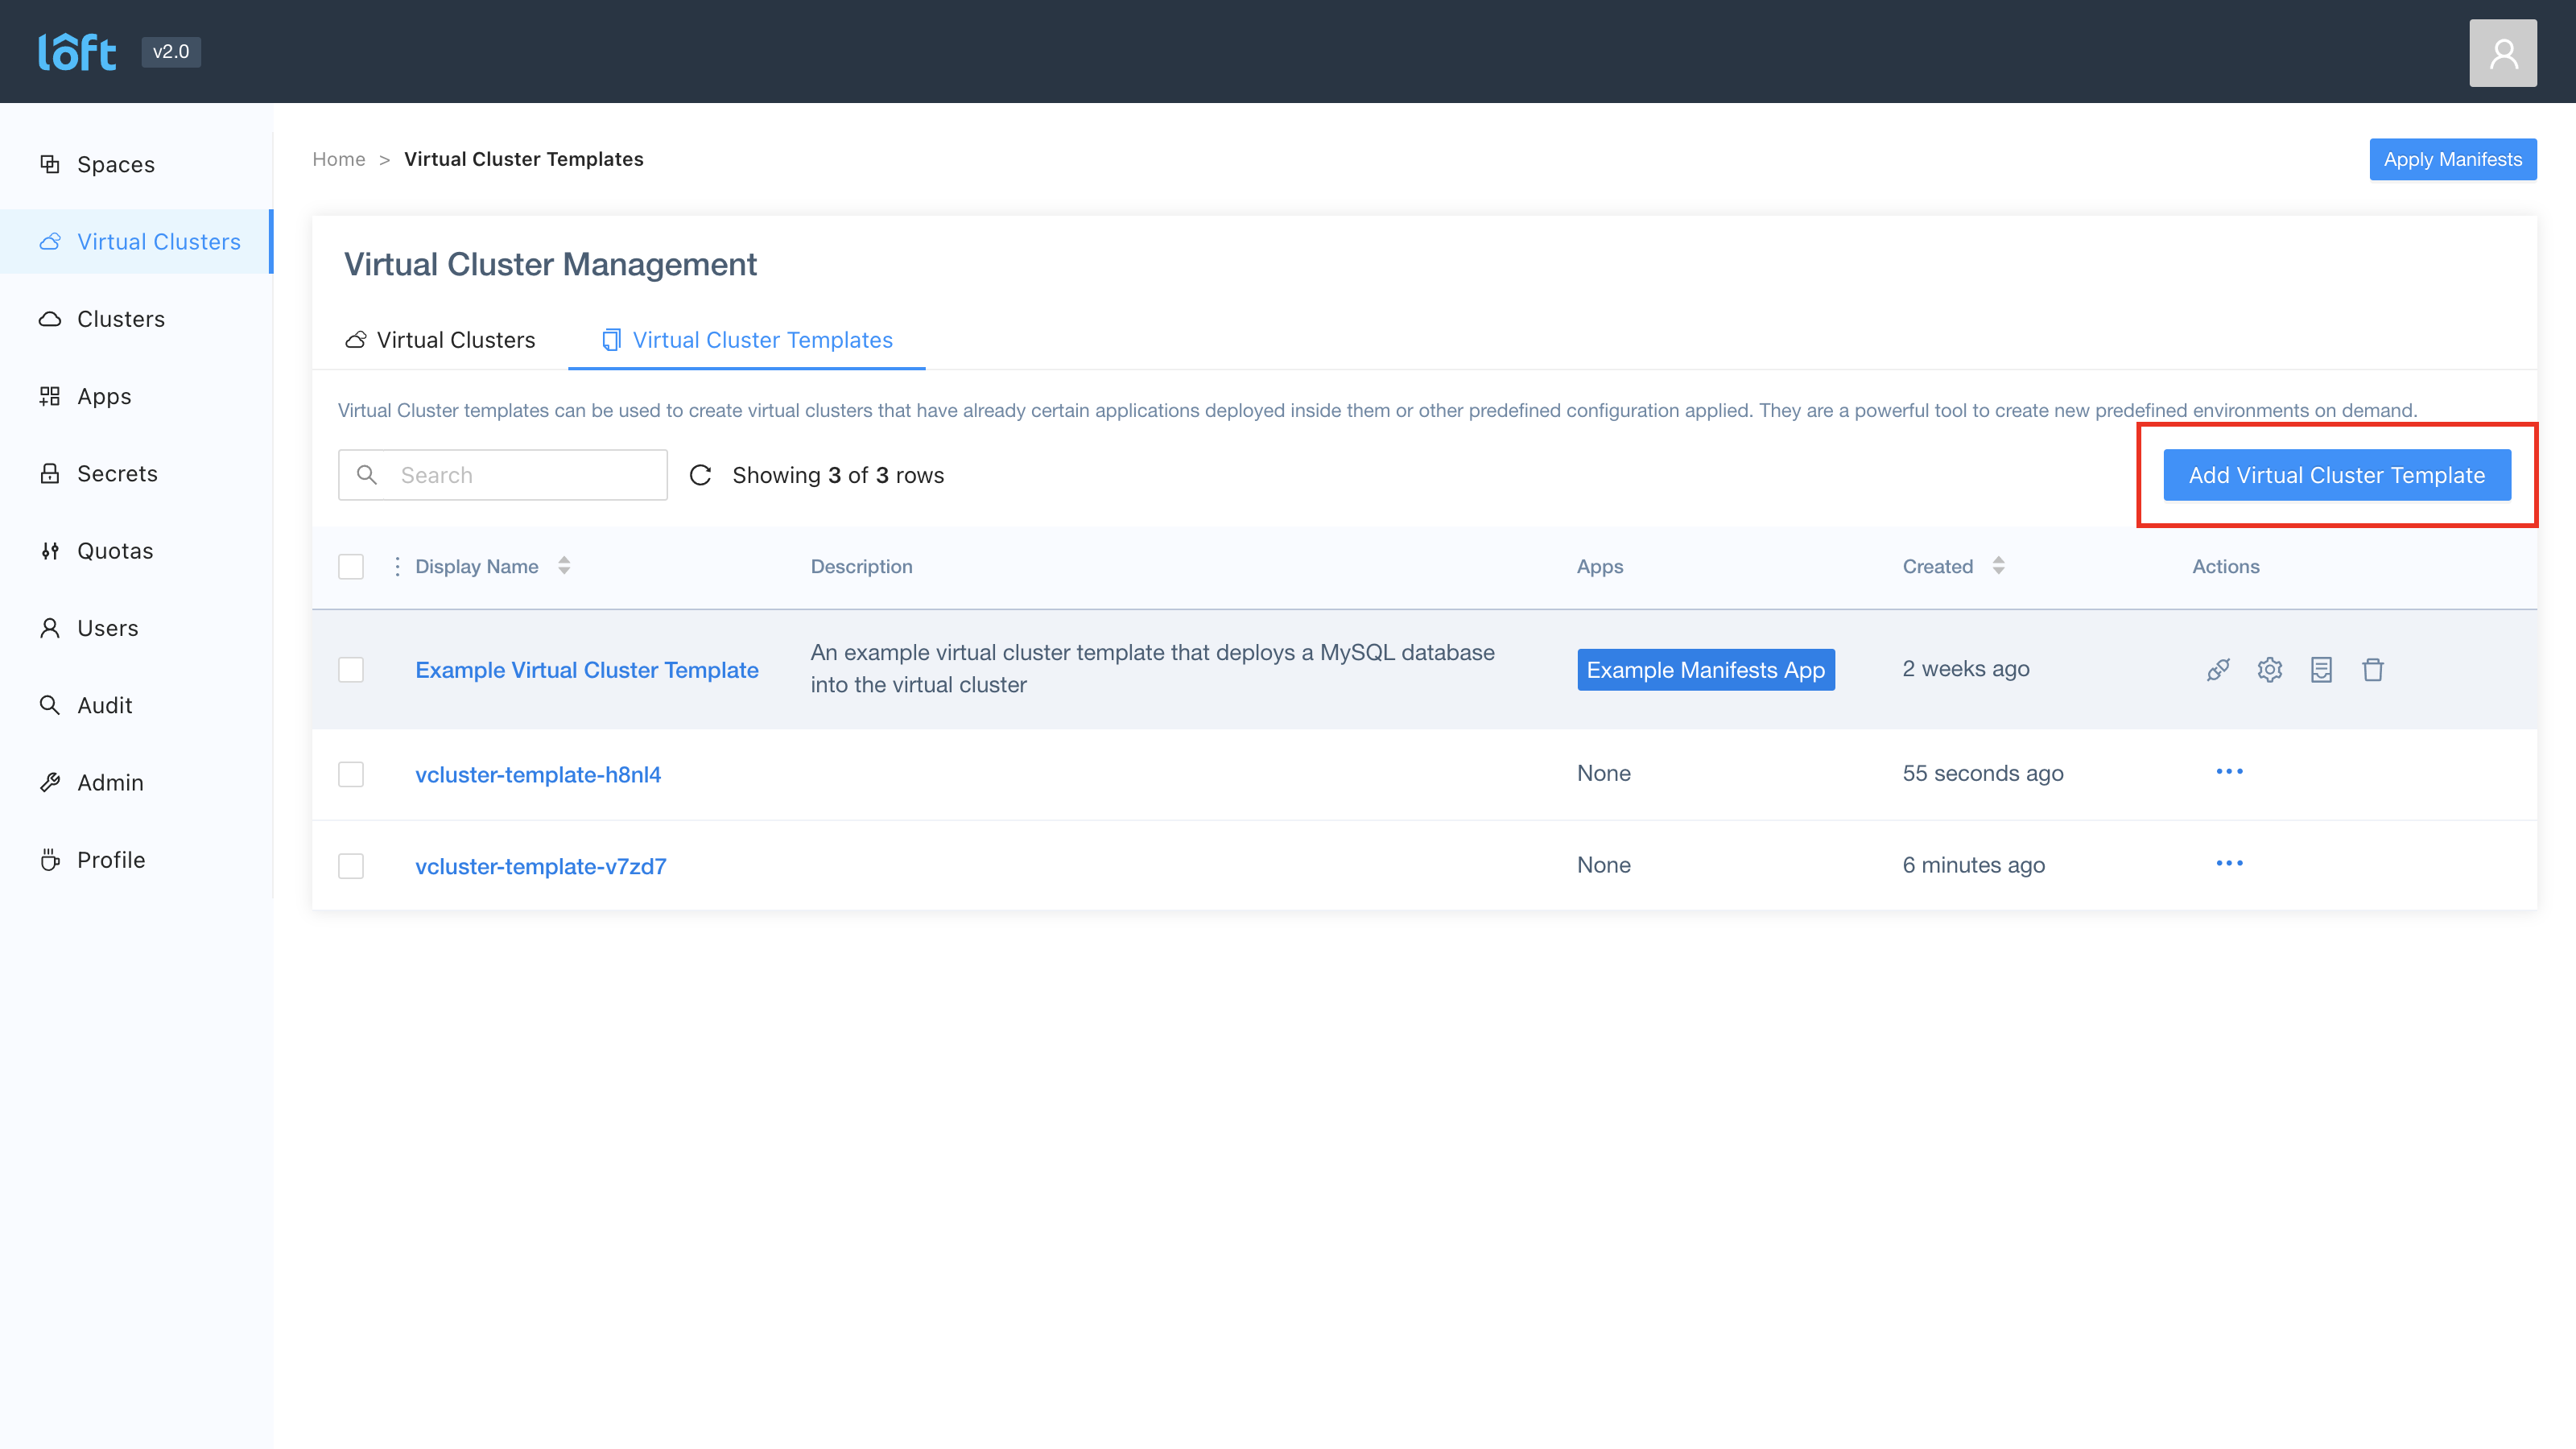 lôft
v2.0
Spaces
Virtual Clusters
Clusters
Apps
Secrets
Quotas
Users
Audit
Admin
Profile
Home > Virtual Cluster Templates
Apply Manifests
Virtual Cluster Management
Virtual Clusters
Virtual Cluster Templates
Virtual Cluster templates can be used to create virtual clusters that have already certain applications deployed inside them or other predefined configuration applied. They are a powerful tool to create new predefined environments on demand.
Search
Showing 3 of 3 rows
Add Virtual Cluster Template
Display Name Description Apps Created Actions
Example Virtual Cluster Template
An example virtual cluster template that deploys a MySQL database
into the virtual cluster
Example Manifests App
2 weeks ago
vcluster-template-h8nl4 None 55 seconds ago
vcluster-template-v7zd7 None 6 minutes ago